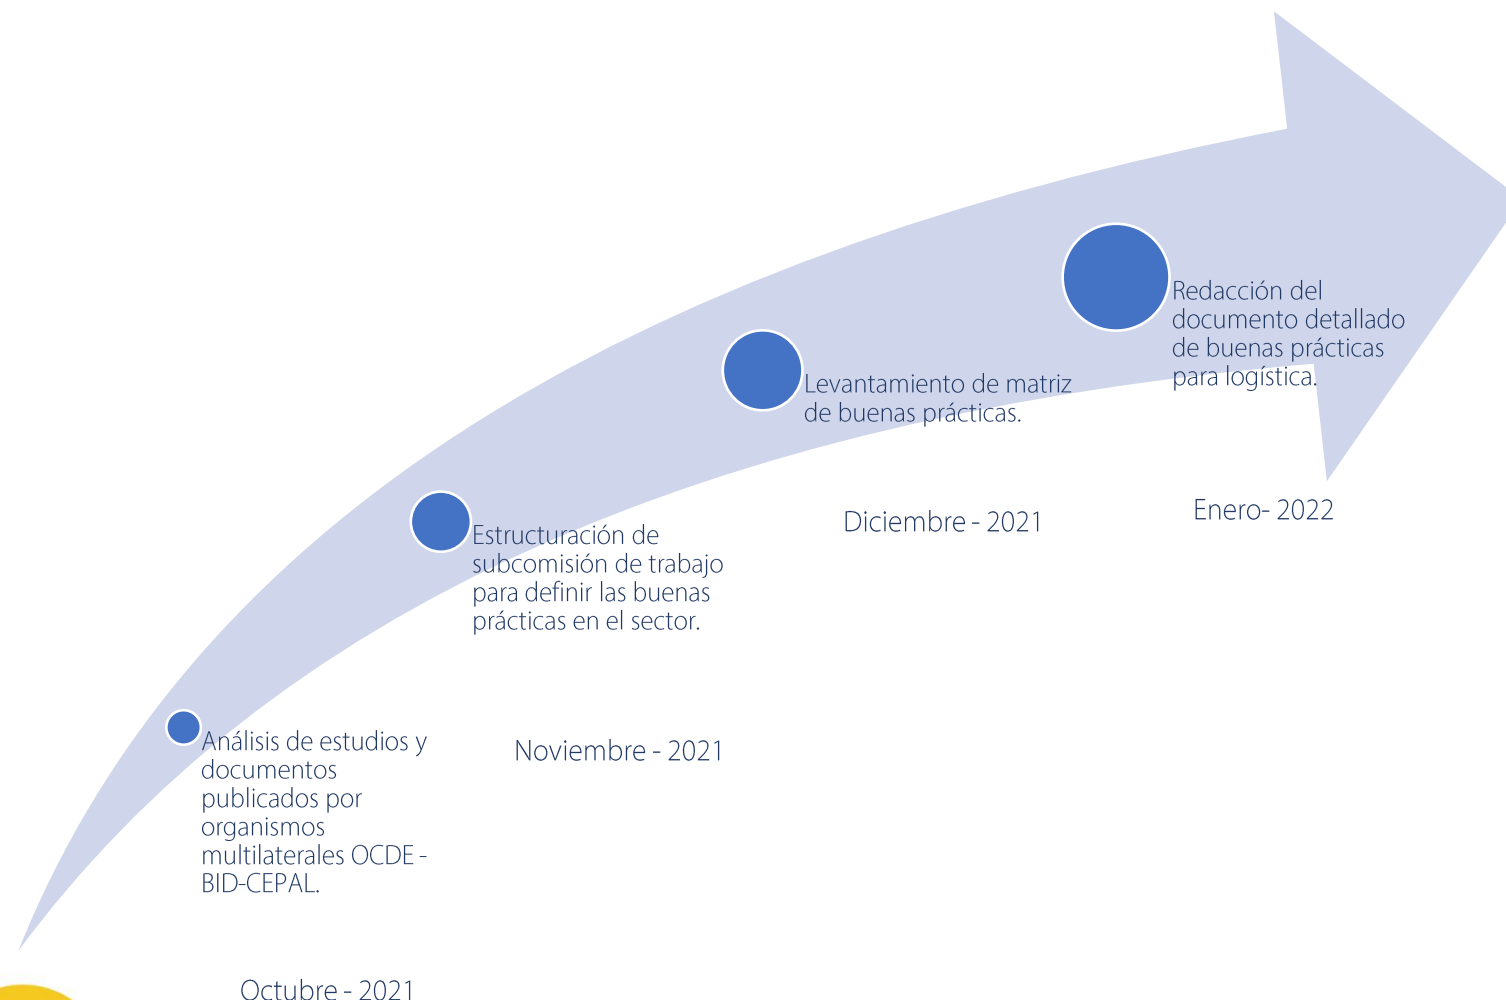 Análisis de estudios y
documentos
publicados por
organismos
multilaterales OCDE -
BID-CEPAL.
Octubre - 2021
Estructuración de
subcomisión de trabajo
para definir las buenas
prácticas en el sector.
Noviembre - 2021
Levantamiento de matriz
de buenas prácticas.
Diciembre - 2021
Redacción del
documento detallado
de buenas prácticas
para logística.
Enero- 2022